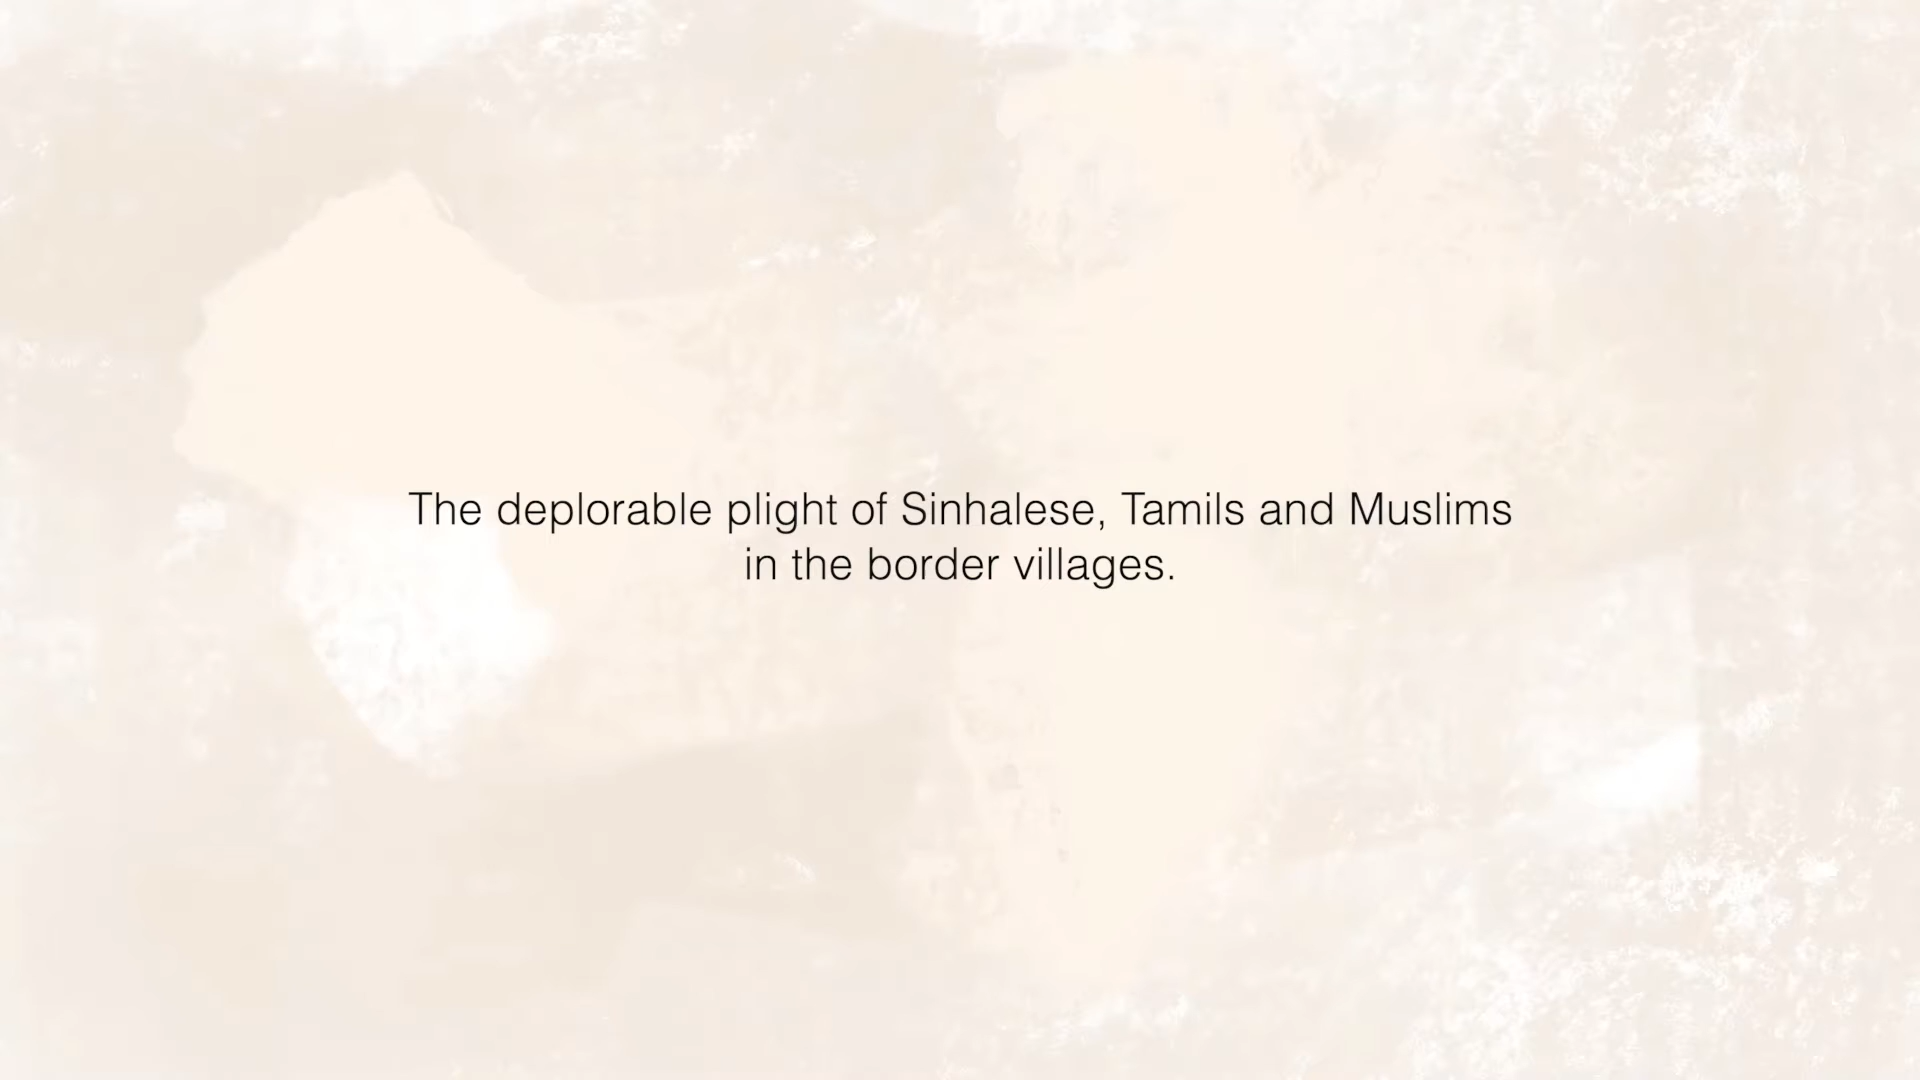 The deplorable plight of Sinhalese, Tamils and Muslims
in the border villages.